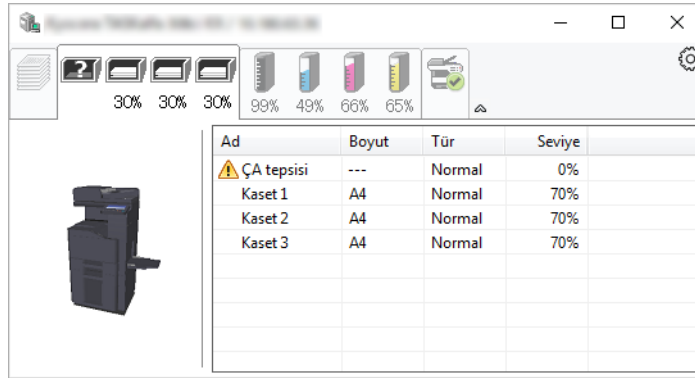 30% 30% 30% 99% 49% 66% 65%
Ad Boyut Tür Seviye
ÇA tepsisi --- Normal 0%
Kaset 1 A4 Normal 70%
Kaset 2 A4 Normal 70%
Kaset 3 A4 Normal 70%